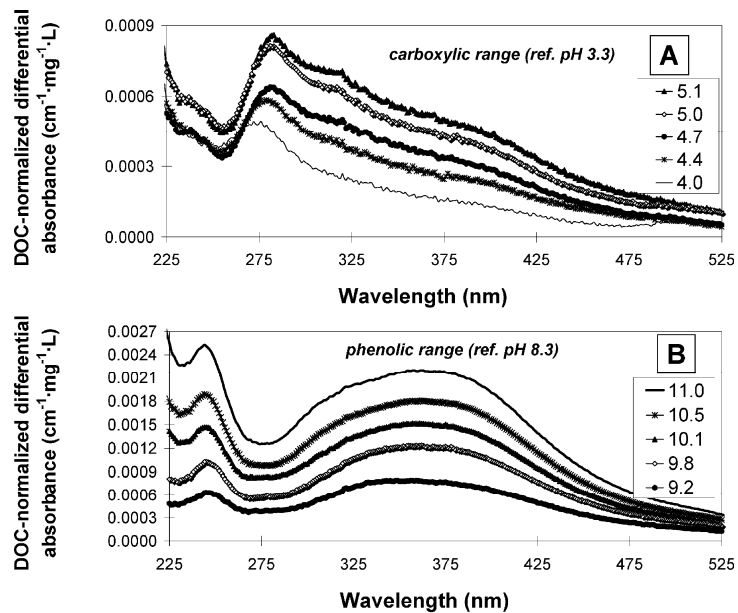 DOC-normalized differential
absorbance (cm-1·mg-1·L)
0.0009
0.0006
0.0003
0.0000
carboxylic range (ref. pH 3.3)
A
5.1
5.0
4.7
4.4
4.0
225 275 325 375 425 475 525
Wavelength (nm)
DOC-normalized differential
absorbance (cm-1·mg-1·L)
0.0027
0.0024
0.0021
0.0018
0.0015
0.0012
0.0009
0.0006
0.0003
0.0000
phenolic range (ref. pH 8.3)
B
11.0
10.5
10.1
9.8
9.2
225 275 325 375 425 475 525
Wavelength (nm)